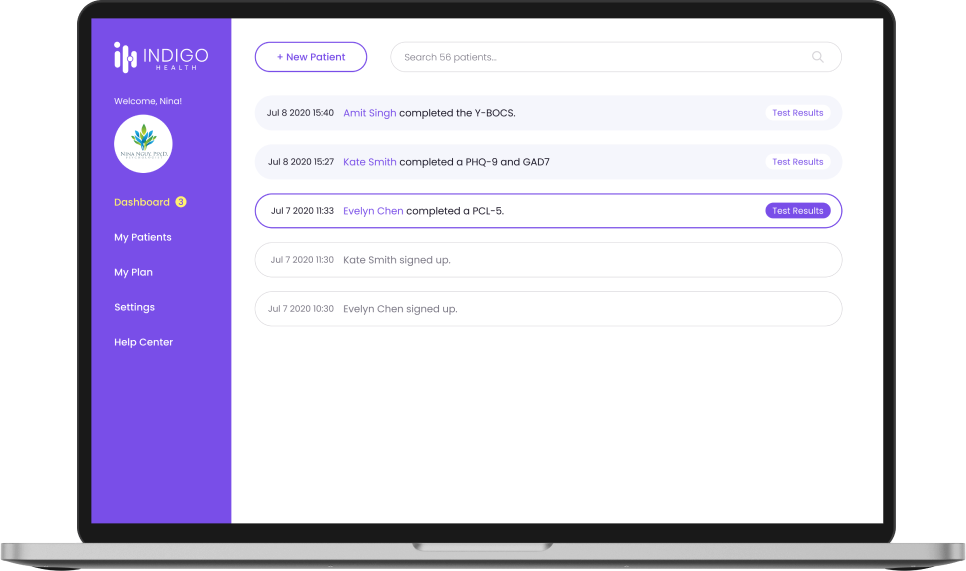 INDIGO
HEALTH
Welcome, Nina!
NINA NGUY, PH.D.
Dashboard 3
My Patients
My Plan
Settings
Help Center
+ New Patient
Search 56 patients...
Jul 8 2020 15:40 Amit Singh completed the Y-BOCS. Test Results
Jul 8 2020 15:27 Kate Smith completed a PHQ-9 and GAD7 Test Results
Jul 7 2020 11:33 Evelyn Chen completed a PCL-5. Test Results
Jul 7 2020 11:30 Kate Smith signed up.
Jul 7 2020 10:30 Evelyn Chen signed up.